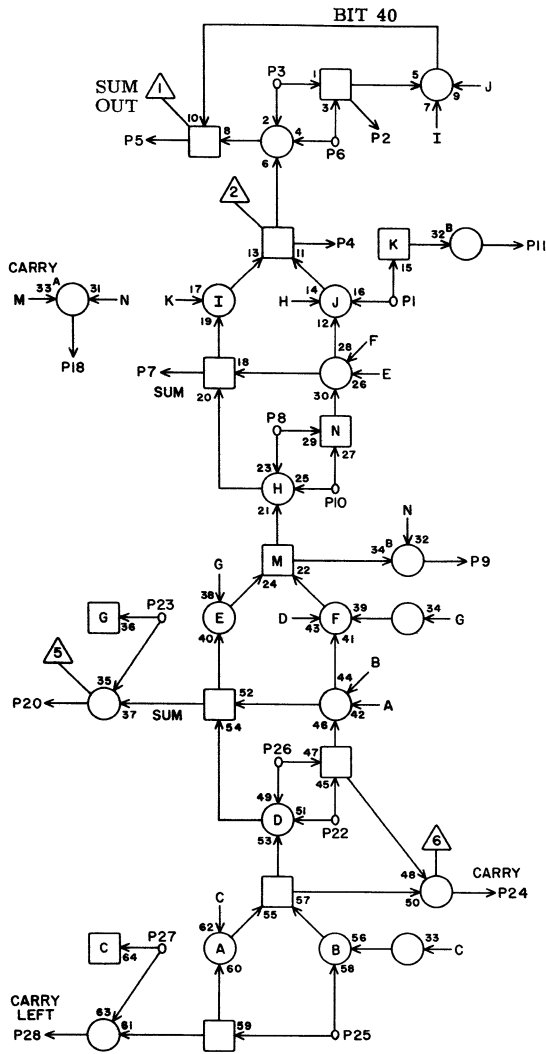 BIT 40
P3
1
5
J
9
7
I
SUM
OUT
1
10
3
2
4
P5
8
P6
P2
6
2
13
11
P4
K
15
32 B
P11
CARRY
33 A
31
M
N
P18
K
17
I
19
H
14
J
16
12
P1
28
F
E
26
30
P7
18
SUM
20
P8
29
N
27
23
H
25
21
P10
N
M
34 B
32
P9
24
22
G
38
E
40
D
43
F
39
41
34
G
P23
G
36
5
35
P20
37
SUM
52
54
44
B
A
42
46
P26
47
45
49
D
51
53
P22
6
48
50
CARRY
P24
55
57
C
62
A
60
B
56
58
33
C
P27
C
64
CARRY
LEFT
P28
63
61
59
P25